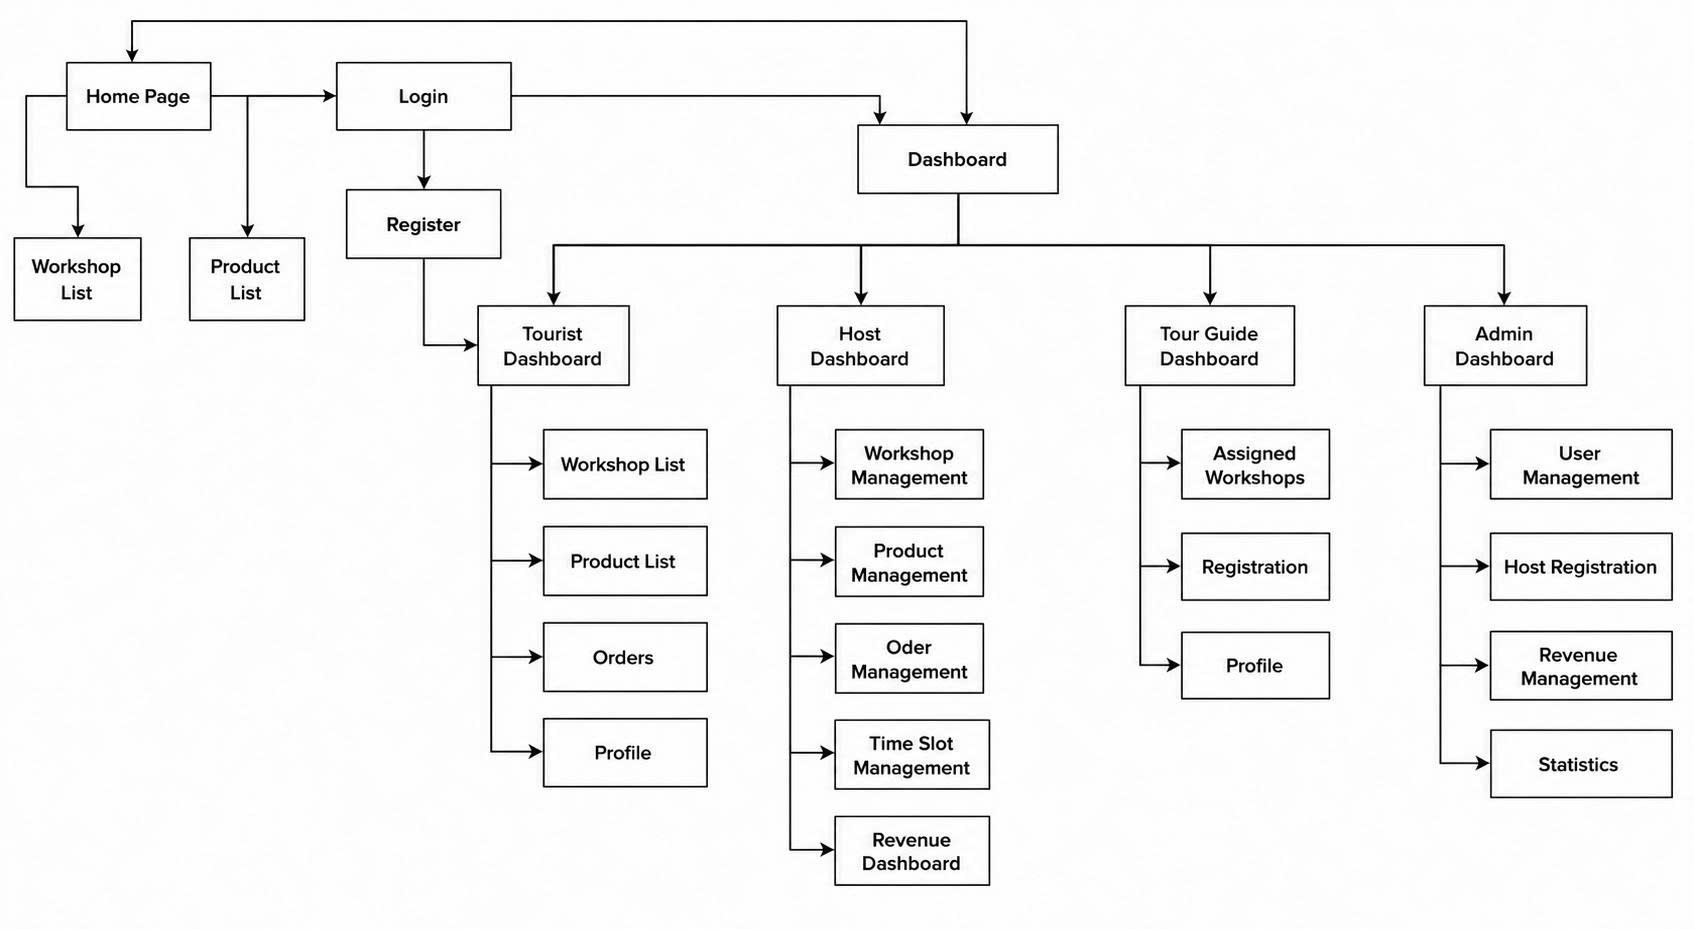 Home Page
Login
Dashboard
Register
Workshop
List
Product
List
Tourist
Dashboard
Host
Dashboard
Tour Guide
Dashboard
Admin
Dashboard
Workshop List
Product List
Orders
Profile
Workshop
Management
Product
Management
Oder
Management
Time Slot
Management
Revenue
Dashboard
Assigned
Workshops
Registration
Profile
User
Management
Host Registration
Revenue
Management
Statistics